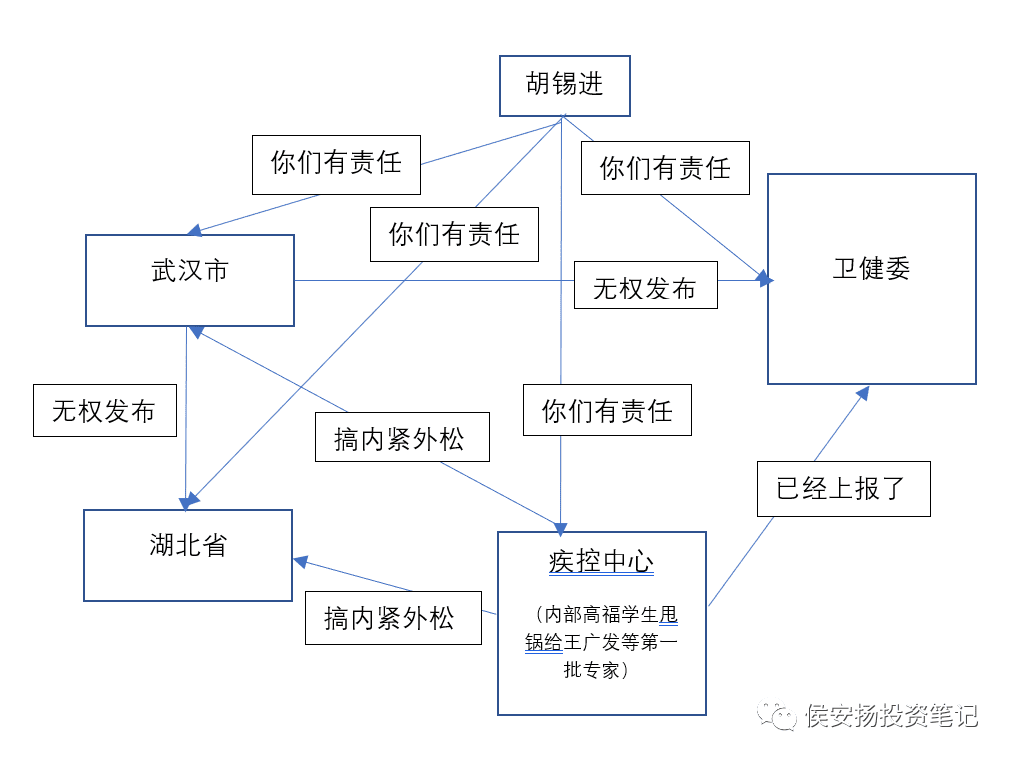 胡锡进
你们有责任
你们有责任
你们有责任
武汉市
卫健委
无权发布
无权发布
你们有责任
搞内紧外松
已经上报了
湖北省
疾控中心
搞内紧外松
（内部高福学生甩
锅给王广发等第一
批专家）
侯安扬投资笔记